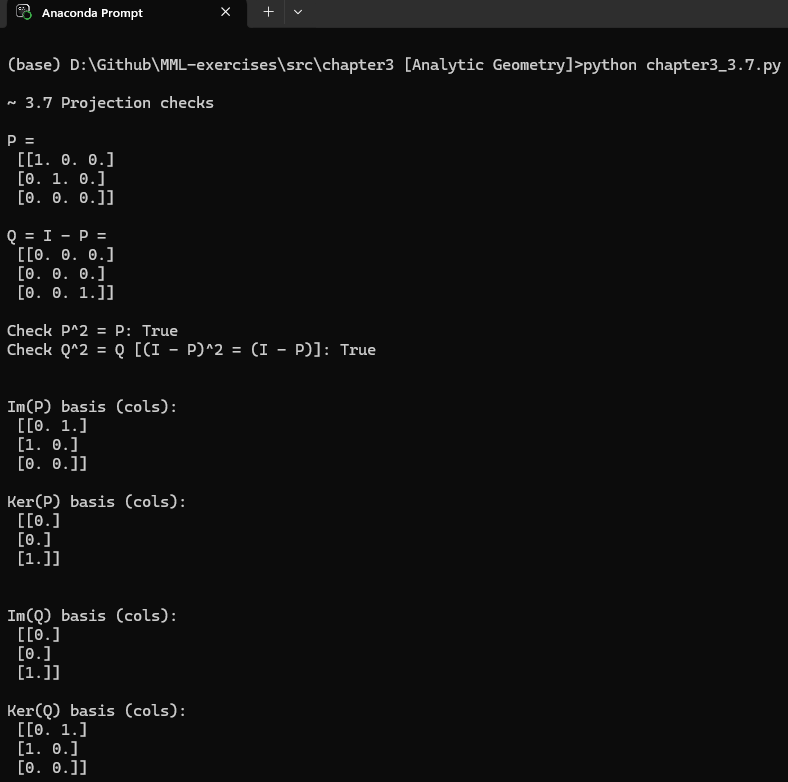 Anaconda Prompt
(base) D:\Github\MML-exercises\src\chapter3 [Analytic Geometry]>python chapter3_3.7.py
~ 3.7 Projection checks
P =
[[1. 0. 0.]
[0. 1. 0.]
[0. 0. 0.]]
Q = I - P =
[[0. 0. 0.]
[0. 0. 0.]
[0. 0. 1.]]
Check P^2 = P: True
Check Q^2 = Q [(I - P)^2 = (I - P)]: True
Im(P) basis (cols):
[[0. 1.]
[1. 0.]
[0. 0.]]
Ker(P) basis (cols):
[[0.]
[0.]
[1.]]
Im(Q) basis (cols):
[[0.]
[0.]
[1.]]
Ker(Q) basis (cols):
[[0. 1.]
[1. 0.]
[0. 0.]]